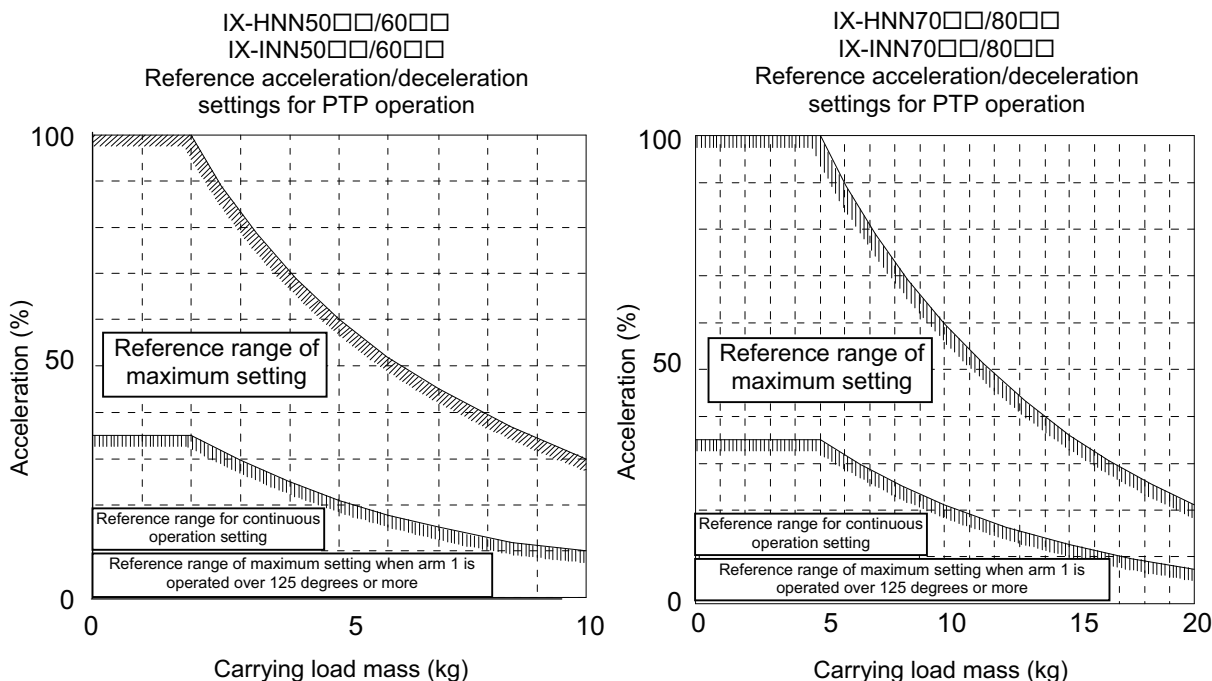 IX-HNN50□□/60□□
IX-INN50□□/60□□
Reference acceleration/deceleration
settings for PTP operation
100
50
0
Acceleration (%)
Reference range of
maximum setting
Reference range for continuous
operation setting
Reference range of maximum setting when arm 1 is
operated over 125 degrees or more
0 5 10
Carrying load mass (kg)
IX-HNN70□□/80□□
IX-INN70□□/80□□
Reference acceleration/deceleration
settings for PTP operation
100
50
0
Acceleration (%)
Reference range of
maximum setting
Reference range for continuous
operation setting
Reference range of maximum setting when arm 1 is
operated over 125 degrees or more
0 5 10 15 20
Carrying load mass (kg)